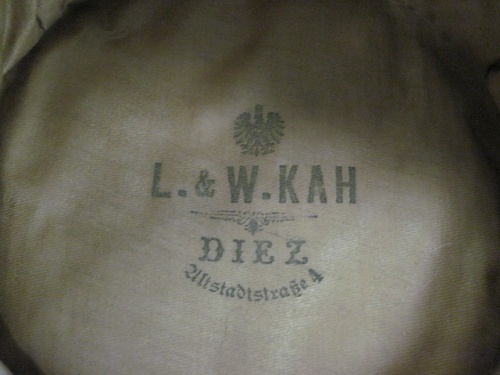 L. & W. KAH
DIEZ
Altstadtstraße 4